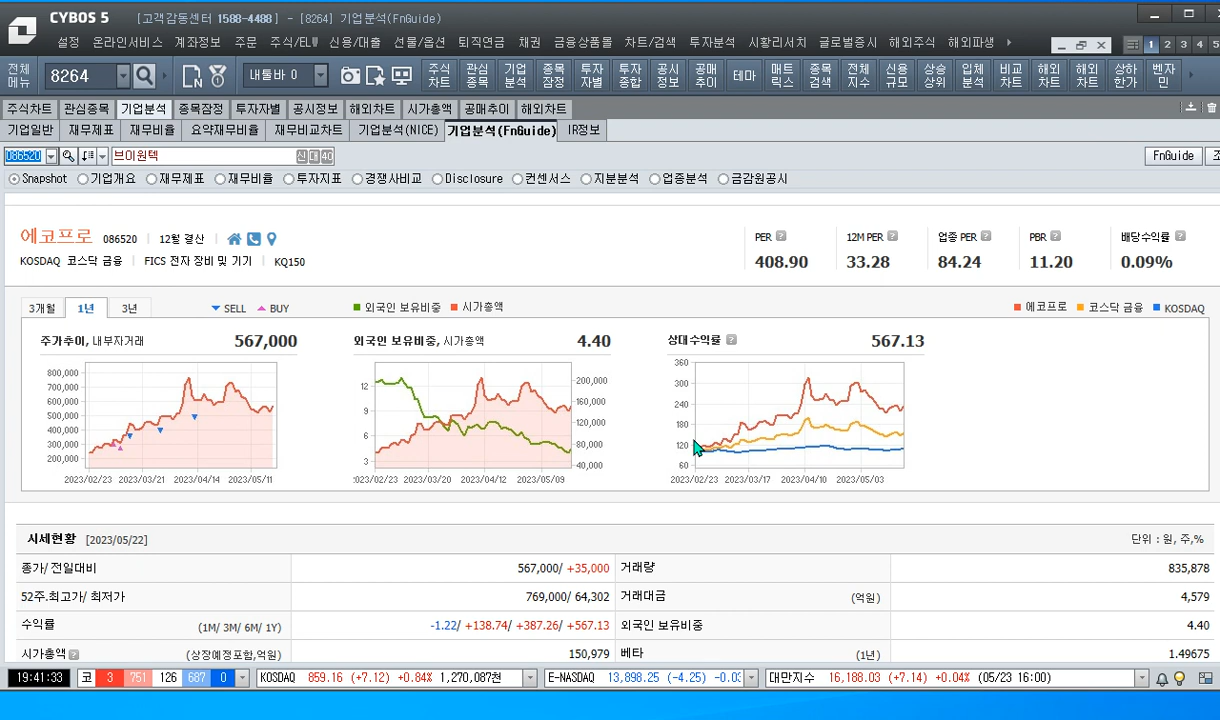 CYBOS 5 [고객감동센터 1588-4488] - [8264] 기업분석(FnGuide)
설정 온라인서비스 계좌정보 주문 주식/ELW 신용/대출 선물/옵션 퇴직연금 채권 금융상품몰 차트/검색 투자분석 시황리서치 글로벌증시 해외주식 해외파생 1 2 3 4 5
전체메뉴 8264 내툴바 0 주식차트 관심종목 기업분석 종목잠정 투자자별 투자종합 공시정보 공매추이 테마 매트릭스 종목검색 전체지수 신용규모 상승상위 입체분석 비교차트 해외차트 해외차트 상하한가 벤자민
주식차트 관심종목 기업분석 종목잠정 투자자별 공시정보 해외차트 시가총액 공매추이 해외차트
기업일반 재무제표 재무비율 요약재무비율 재무비교차트 기업분석(NICE) 기업분석(FnGuide) IR정보
086520 브이원텍 신 대 40 FnGuide
Snapshot 기업개요 재무제표 재무비율 투자지표 경쟁사비교 Disclosure 컨센서스 지분분석 업종분석 금감원공시
에코프로 086520 12월 결산 PER 12M PER 업종 PER PBR 배당수익률
KOSDAQ 코스닥 금융 FICS 전자 장비 및 기기 KQ150 408.90 33.28 84.24 11.20 0.09%
3개월 1년 3년 SELL BUY 외국인 보유비중 시가총액 에코프로 코스닥 금융 KOSDAQ
주가추이, 내부자거래 567,000 외국인 보유비중, 시가총액 4.40 상대수익률 567.13
800,000
700,000
600,000
500,000
400,000
300,000
200,000
2023/02/23 2023/03/21 2023/04/14 2023/05/11
12
9
6
3
200,000
160,000
120,000
80,000
40,000
2023/02/23 2023/03/20 2023/04/12 2023/05/09
360
300
240
180
120
60
2023/02/23 2023/03/17 2023/04/10 2023/05/03
시세현황 [2023/05/22] 단위 : 원, 주,%
종가/ 전일대비 567,000/ +35,000 거래량 835,878
52주.최고가/ 최저가 769,000/ 64,302 거래대금 (억원) 4,579
수익률 (1M/ 3M/ 6M/ 1Y) -1.22/ +138.74/ +387.26/ +567.13 외국인 보유비중 4.40
시가총액 (상장예정포함,억원) 150,979 베타 (1년) 1.49675
19:41:33 코 3 751 126 687 0 KOSDAQ 859.16 (+7.12) +0.84% 1,270,087천 E-NASDAQ 13,898.25 (-4.25) -0.03 대만지수 16,188.03 (+7.14) +0.04% (05/23 16:00)